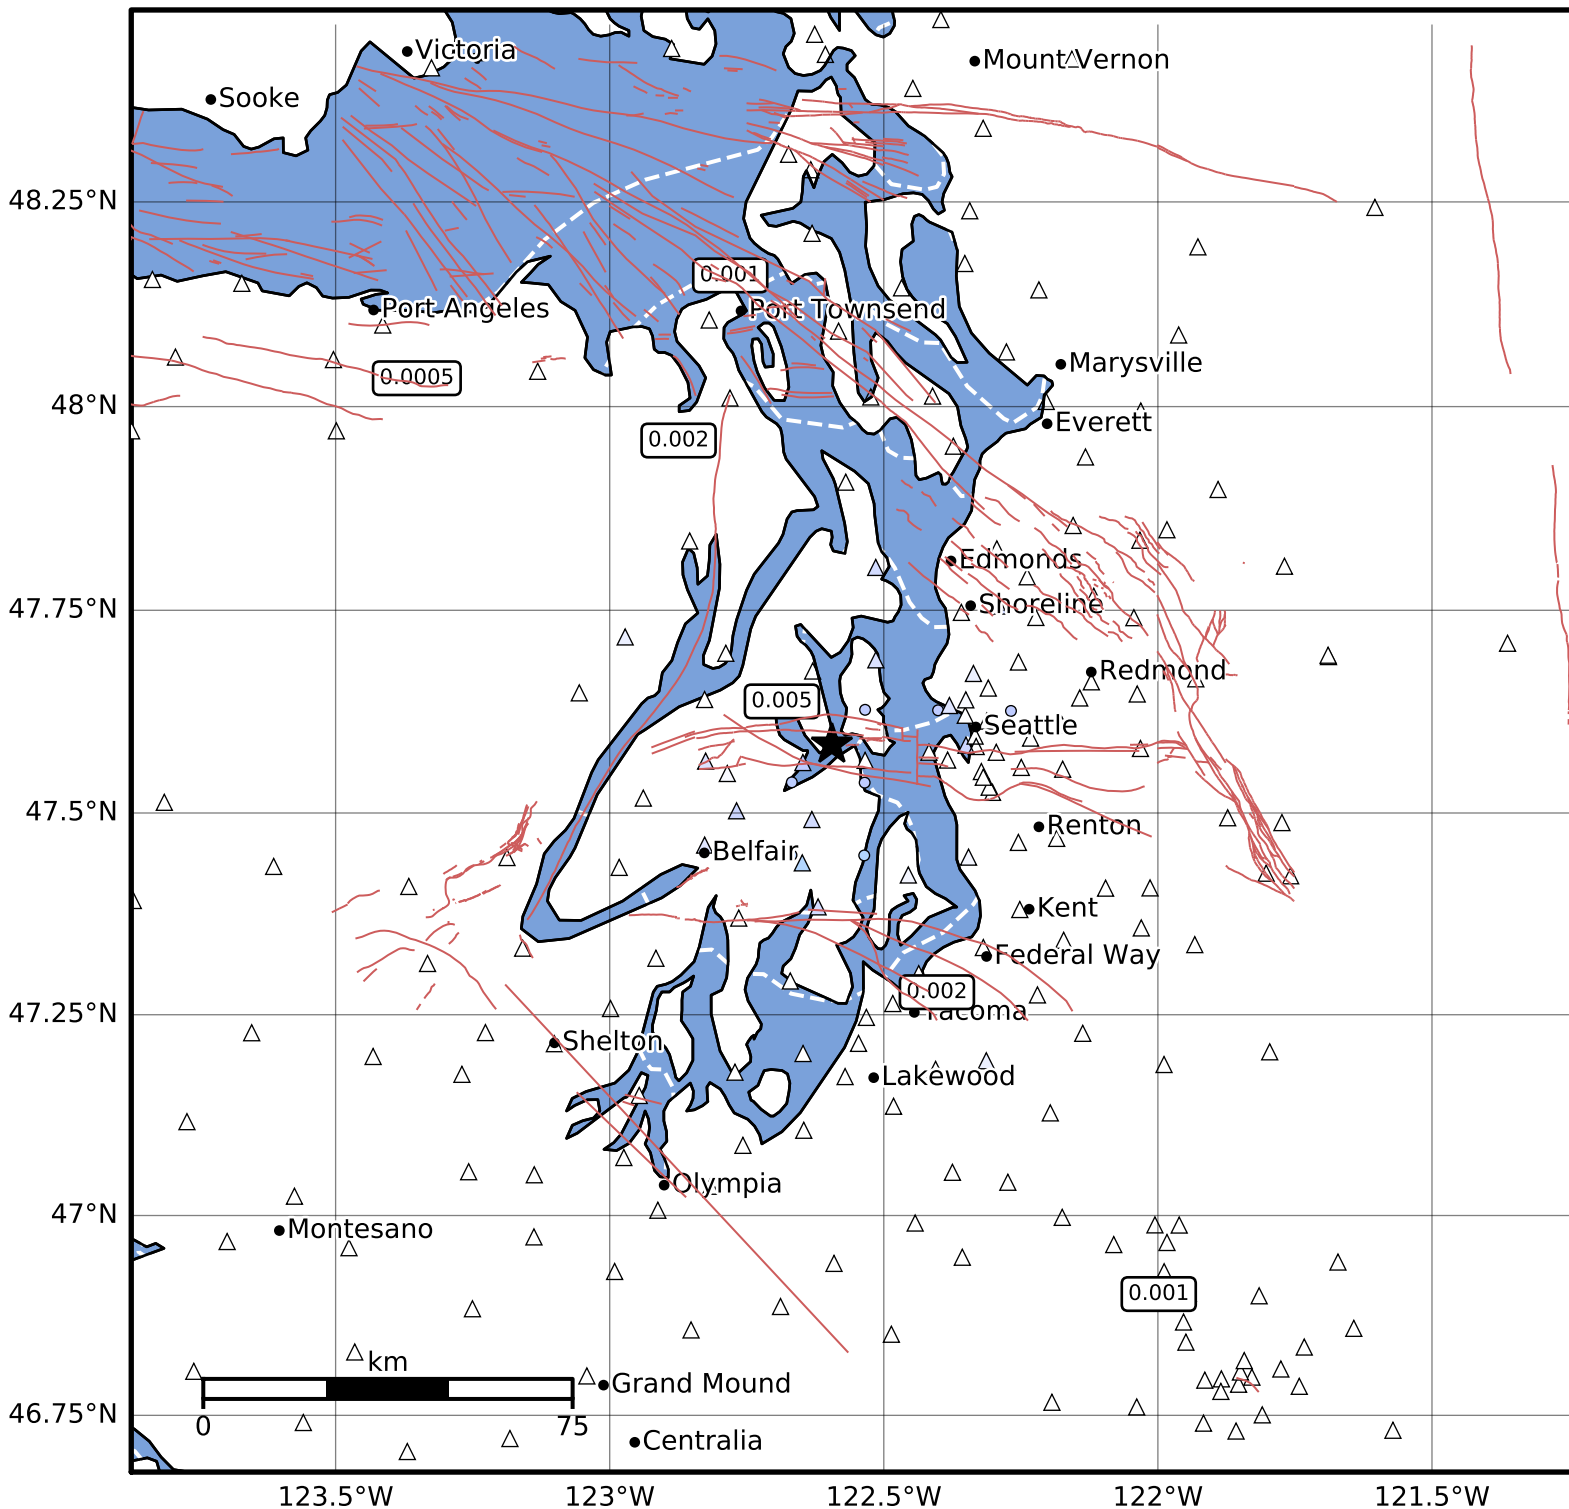 Victoria
Mount Vernon
Sooke
48.25°N
0.001
Port Angeles
Port Townsend
Marysville
0.0005
48°N
Everett
0.002
Edmonds
47.75°N
Shoreline
Redmond
0.005
Seattle
47.5°N
Renton
Belfair
Kent
Federal Way
0.002
47.25°N
Tacoma
Shelton
Lakewood
Olympia
47°N
Montesano
0.001
km
Grand Mound
46.75°N
0
75
Centralia
123.5°W
123°W
122.5°W
122°W
121.5°W